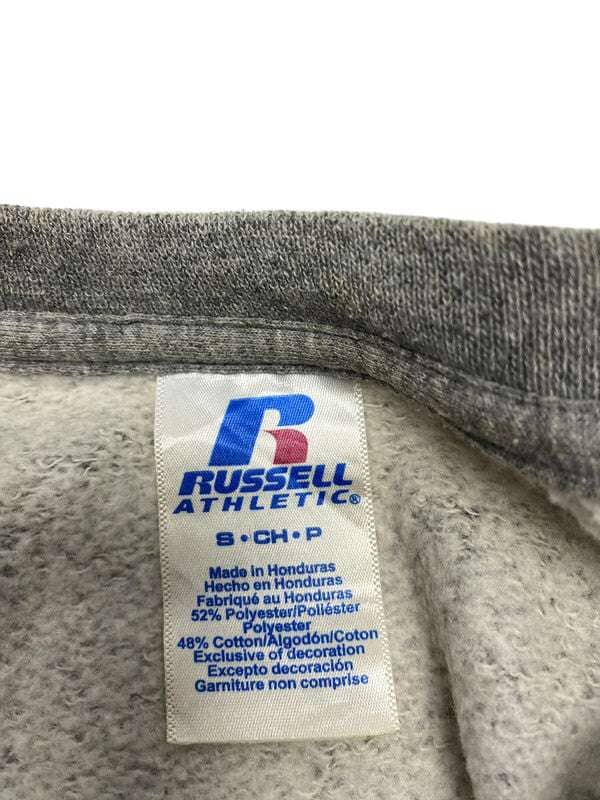 R
RUSSELL
ATHLETIC®
S • CH • P
Made in Honduras
Hecho en Honduras
Fabriqué au Honduras
52% Polyester/Poliéster
Polyester
48% Cotton/Algodón/Coton
Exclusive of decoration
Excepto decoración
Garniture non comprise